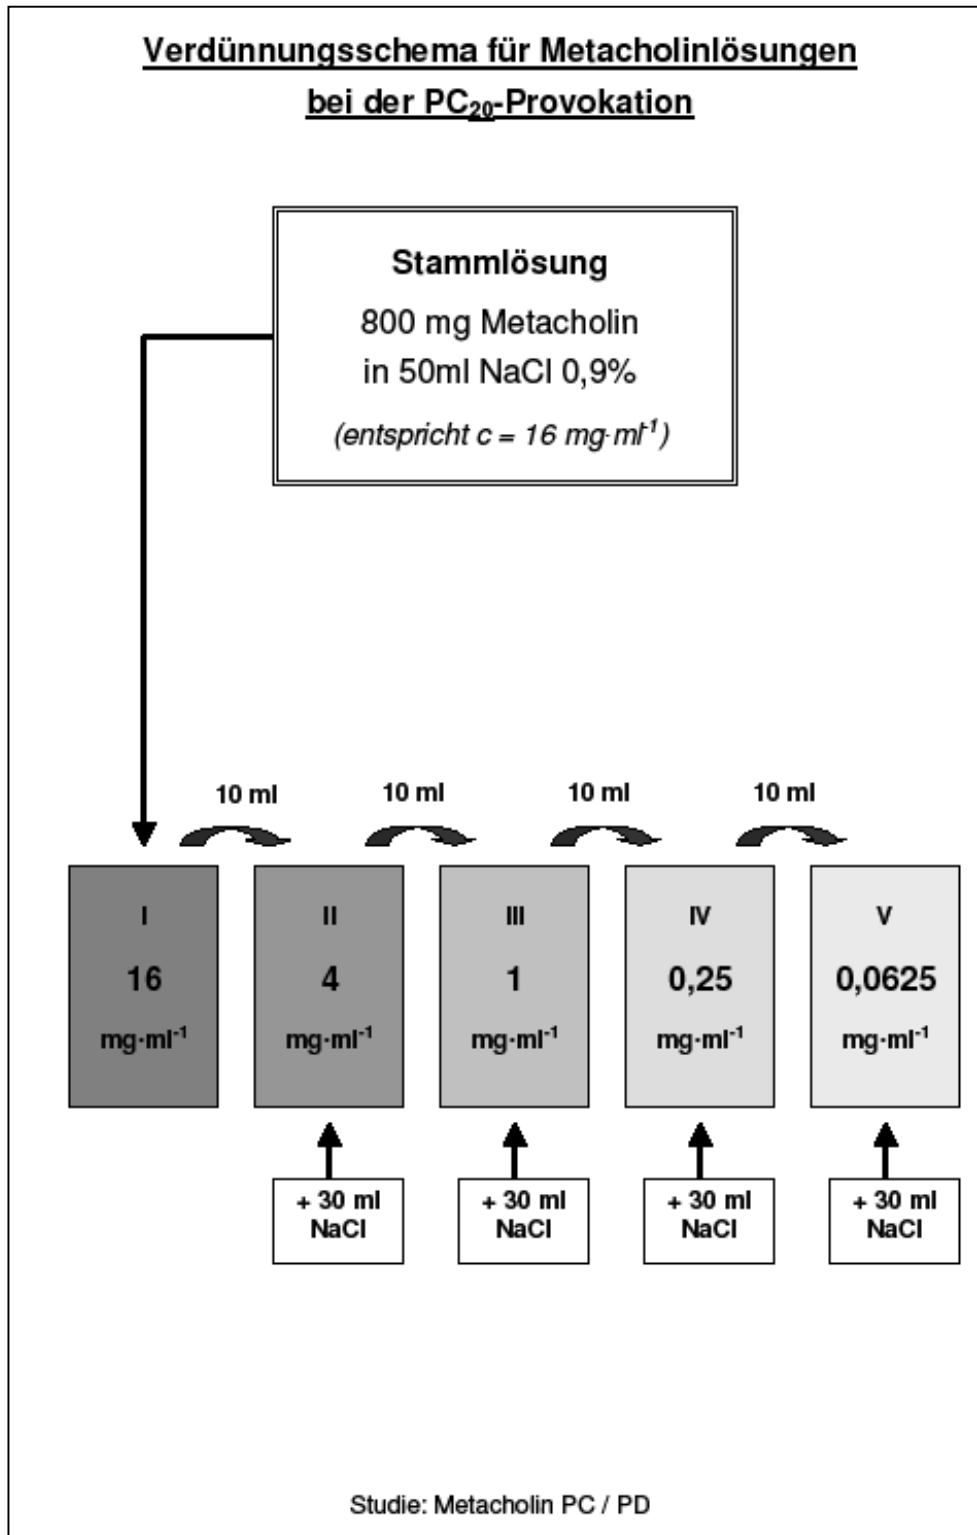 Verdünnungsschema für Metacholinlösungen
bei der PC20-Provokation
Stammlösung
800 mg Metacholin
in 50ml NaCl 0,9%
(entspricht c = 16 mg·ml-1)
10 ml
10 ml
10 ml
10 ml
I
16
mg·ml-1
II
4
mg·ml-1
III
1
mg·ml-1
IV
0,25
mg·ml-1
V
0,0625
mg·ml-1
+ 30 ml
NaCl
+ 30 ml
NaCl
+ 30 ml
NaCl
+ 30 ml
NaCl
Studie: Metacholin PC / PD